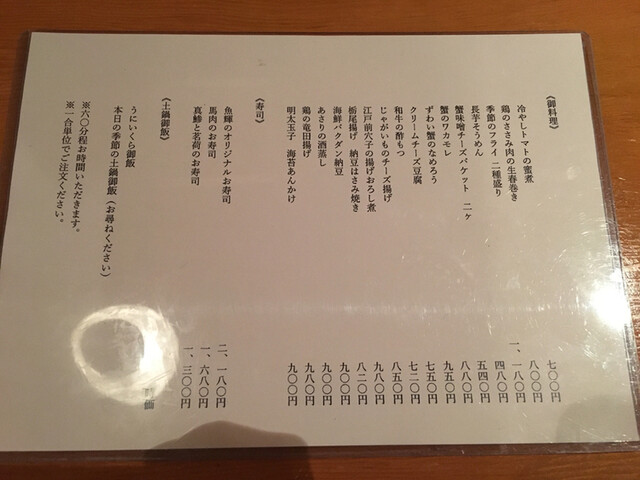 《御料理》
冷やしトマトの蜜煮 七〇〇円
鶏のささみ肉の生春巻き 八〇〇円
季節のフライ 二種盛り 一、一八〇円
長芋そうめん 四八〇円
蟹味噌チーズバケット 二ヶ 五四〇円
蟹のワカモレ 八八〇円
ずわい蟹のなめろう 九五〇円
クリームチーズ豆腐 七五〇円
和牛の酢もつ 七二〇円
じゃがいものチーズ揚げ 八五〇円
江戸前穴子の揚げおろし煮 九八〇円
栃尾揚げ 納豆はさみ焼き 八二〇円
海鮮バクダン 納豆 九〇〇円
あさりの酒蒸し 九〇〇円
鶏の竜田揚げ 九八〇円
明太玉子 海苔あんかけ 九〇〇円
《寿司》
魚輝のオリジナルお寿司 二、一八〇円
馬肉のお寿司 一、六八〇円
真鯵と茗荷のお寿司 一、三〇〇円
《土鍋御飯》
うにいくら御飯 時価
本日の季節の土鍋御飯（お尋ねください）
※六〇分程お時間いただきます。
※一合単位でご注文ください。